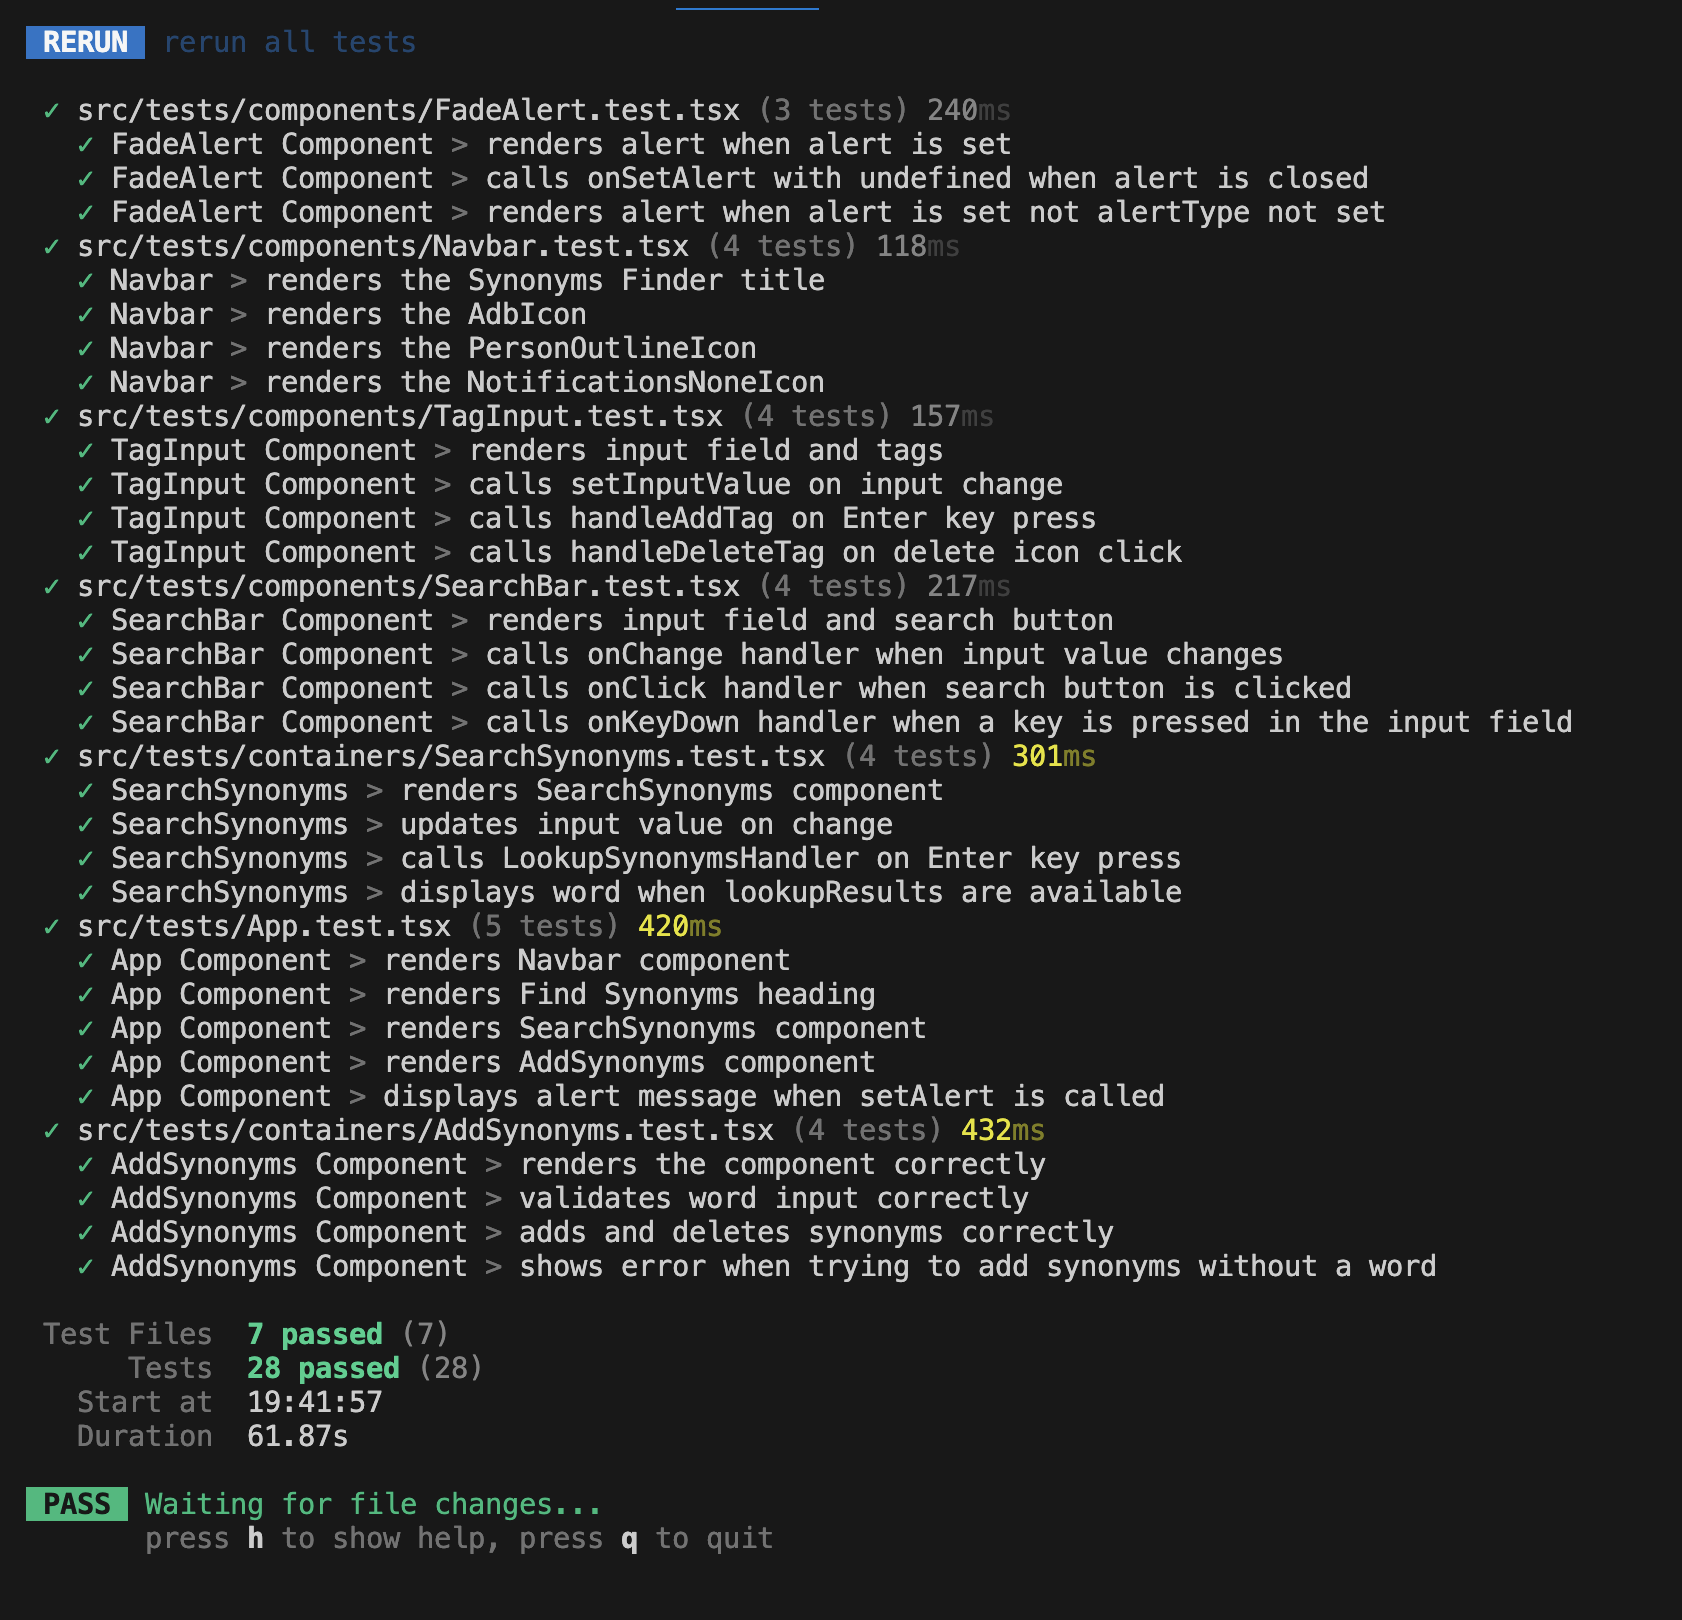 RERUN rerun all tests
✓ src/tests/components/FadeAlert.test.tsx (3 tests) 240ms
✓ FadeAlert Component > renders alert when alert is set
✓ FadeAlert Component > calls onSetAlert with undefined when alert is closed
✓ FadeAlert Component > renders alert when alert is set not alertType not set
✓ src/tests/components/Navbar.test.tsx (4 tests) 118ms
✓ Navbar > renders the Synonyms Finder title
✓ Navbar > renders the AdbIcon
✓ Navbar > renders the PersonOutlineIcon
✓ Navbar > renders the NotificationsNoneIcon
✓ src/tests/components/TagInput.test.tsx (4 tests) 157ms
✓ TagInput Component > renders input field and tags
✓ TagInput Component > calls setInputValue on input change
✓ TagInput Component > calls handleAddTag on Enter key press
✓ TagInput Component > calls handleDeleteTag on delete icon click
✓ src/tests/components/SearchBar.test.tsx (4 tests) 217ms
✓ SearchBar Component > renders input field and search button
✓ SearchBar Component > calls onChange handler when input value changes
✓ SearchBar Component > calls onClick handler when search button is clicked
✓ SearchBar Component > calls onKeyDown handler when a key is pressed in the input field
✓ src/tests/containers/SearchSynonyms.test.tsx (4 tests) 301ms
✓ SearchSynonyms > renders SearchSynonyms component
✓ SearchSynonyms > updates input value on change
✓ SearchSynonyms > calls LookupSynonymsHandler on Enter key press
✓ SearchSynonyms > displays word when lookupResults are available
✓ src/tests/App.test.tsx (5 tests) 420ms
✓ App Component > renders Navbar component
✓ App Component > renders Find Synonyms heading
✓ App Component > renders SearchSynonyms component
✓ App Component > renders AddSynonyms component
✓ App Component > displays alert message when setAlert is called
✓ src/tests/containers/AddSynonyms.test.tsx (4 tests) 432ms
✓ AddSynonyms Component > renders the component correctly
✓ AddSynonyms Component > validates word input correctly
✓ AddSynonyms Component > adds and deletes synonyms correctly
✓ AddSynonyms Component > shows error when trying to add synonyms without a word
Test Files 7 passed (7)
Tests 28 passed (28)
Start at 19:41:57
Duration 61.87s
PASS Waiting for file changes...
press h to show help, press q to quit